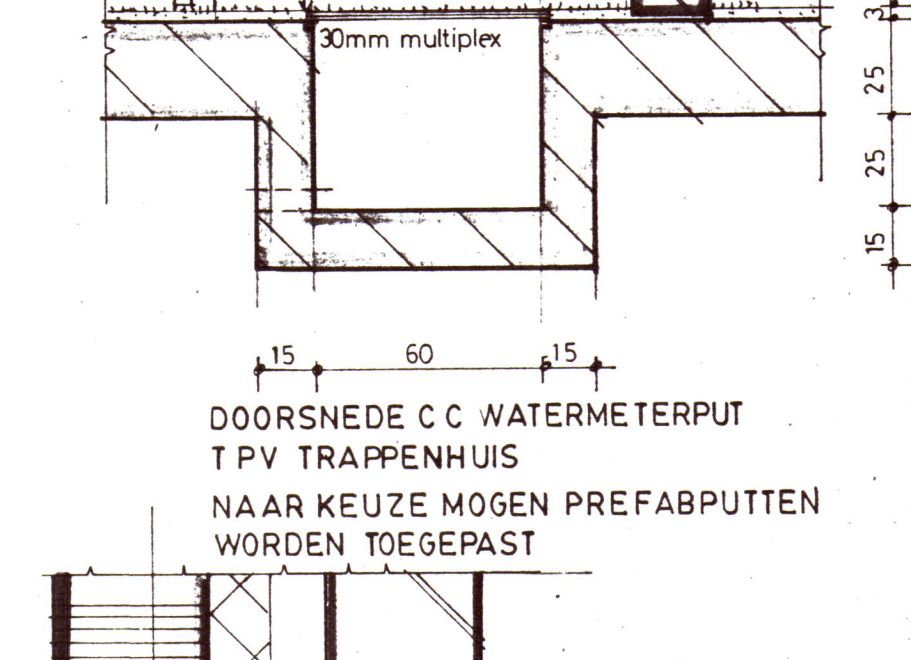 30mm multiplex
3
25
25
15
15 60 15
DOORSNEDE C C WATERMETERPUT
T PV TRAPPENHUIS
NAAR KEUZE MOGEN PREFABPUTTEN
WORDEN TOEGEPAST